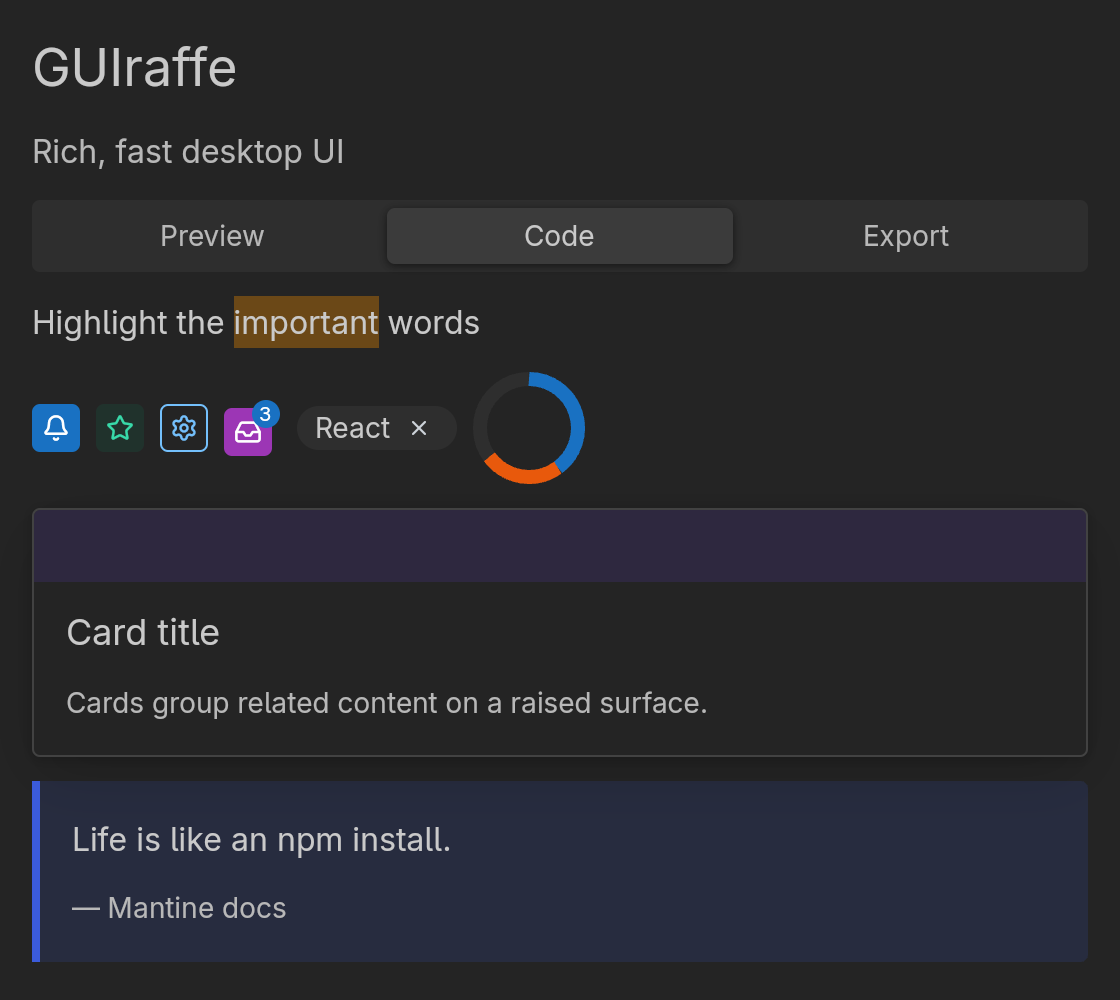 GUIraffe
Rich, fast desktop UI
Preview Code Export
Highlight the important words
3
React ×
Card title
Cards group related content on a raised surface.
Life is like an npm install.
— Mantine docs